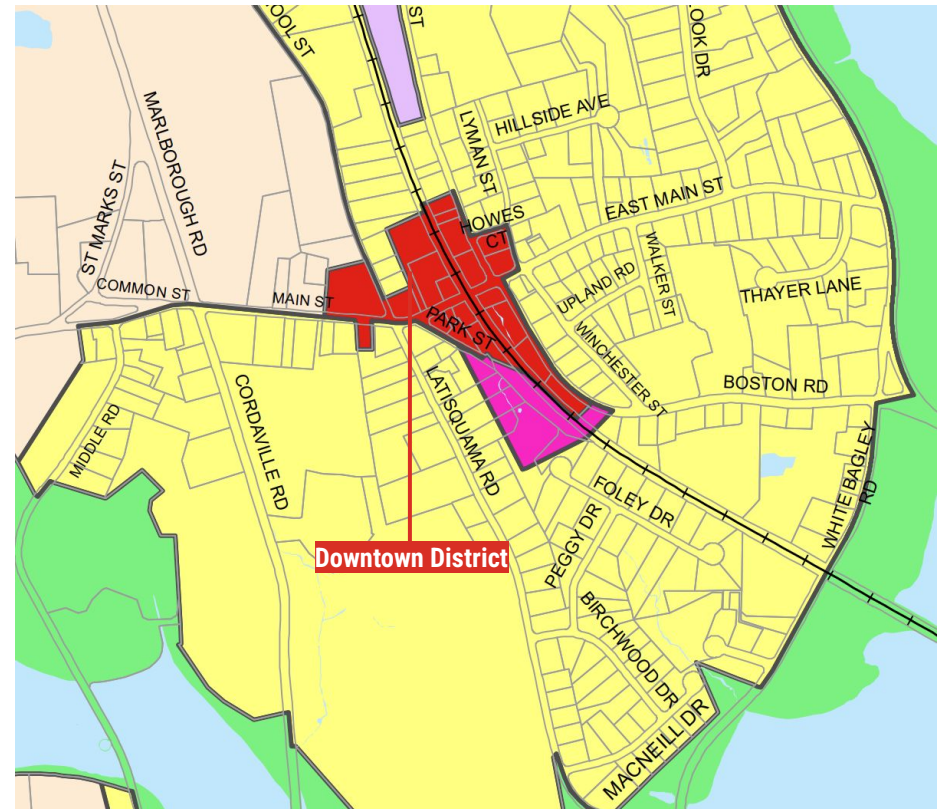 OOL ST
ST
OOK DR
HILLSIDE AVE
LYMAN ST
MARLBOROUGH RD
ST MARKS ST
EAST MAIN ST
HOWES
CT
WALKER ST
UPLAND RD
THAYER LANE
COMMON ST
MAIN ST
PARK ST
WINCHESTER ST
BOSTON RD
LATISQUAMA RD
CORDAVILLE RD
MIDDLE RD
WHITE BAGLEY
RD
FOLEY DR
PEGGY DR
Downtown District
BIRCHWOOD DR
MACNEILL DR